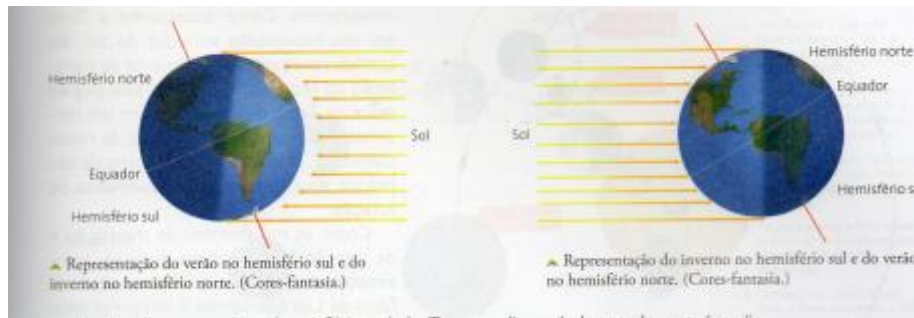 Hemisfério norte
Equador
Hemisfério sul
Sol
▲ Representação do verão no hemisfério sul e do
inverno no hemisfério norte. (Cores-fantasia.)
Sol
Hemisfério norte
Equador
Hemisfério s
▲ Representação do inverno no hemisfério sul e do verão
no hemisfério norte. (Cores-fantasia.)